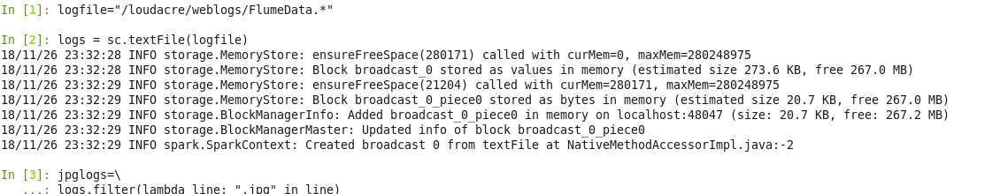 In [1]: logfile="/loudacre/weblogs/FlumeData.*"
In [2]: logs = sc.textFile(logfile)
18/11/26 23:32:28 INFO storage.MemoryStore: ensureFreeSpace(280171) called with curMem=0, maxMem=280248975
18/11/26 23:32:28 INFO storage.MemoryStore: Block broadcast_0 stored as values in memory (estimated size 273.6 KB, free 267.0 MB)
18/11/26 23:32:29 INFO storage.MemoryStore: ensureFreeSpace(21204) called with curMem=280171, maxMem=280248975
18/11/26 23:32:29 INFO storage.MemoryStore: Block broadcast_0_piece0 stored as bytes in memory (estimated size 20.7 KB, free 267.0 MB)
18/11/26 23:32:29 INFO storage.BlockManagerInfo: Added broadcast_0_piece0 in memory on localhost:48047 (size: 20.7 KB, free: 267.2 MB)
18/11/26 23:32:29 INFO storage.BlockManagerMaster: Updated info of block broadcast_0_piece0
18/11/26 23:32:29 INFO spark.SparkContext: Created broadcast 0 from textFile at NativeMethodAccessorImpl.java:-2
In [3]: jpglogs=\
...: logs.filter(lambda line: ".jpg" in line)